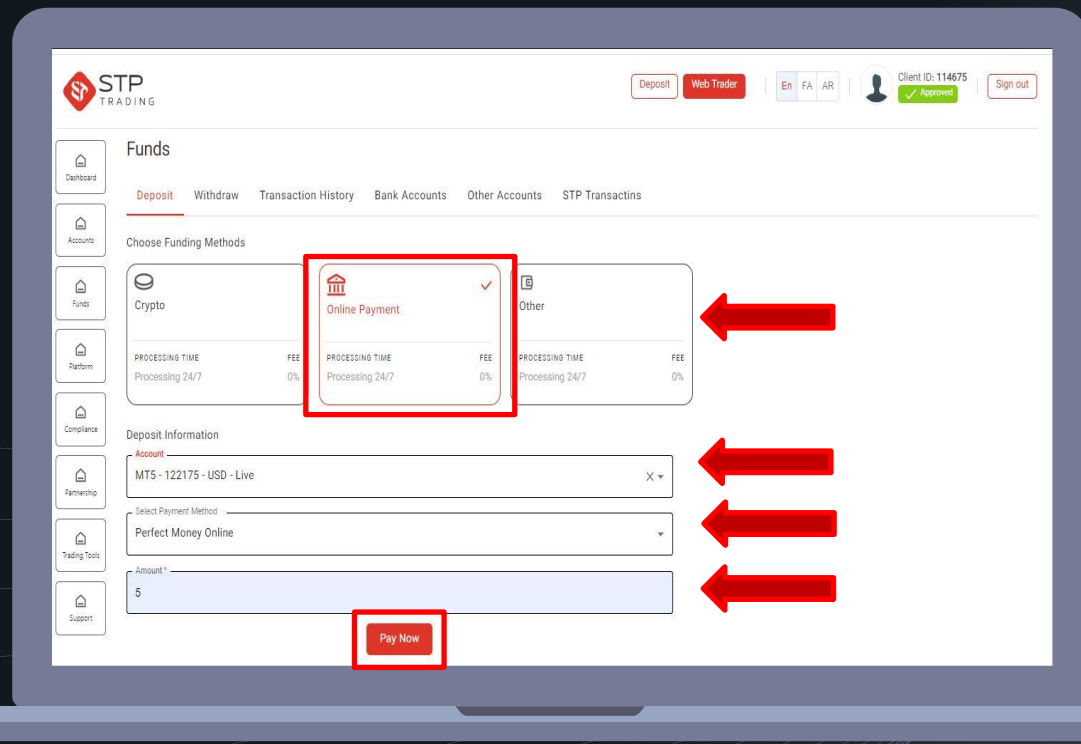 STP
TRADING
Deposit Web Trader En FA AR Client ID: 114675 Approved Sign out
Dashboard
Accounts
Funds
Platform
Compliance
Partnership
Trading Tools
Support
Funds
Deposit Withdraw Transaction History Bank Accounts Other Accounts STP Transactins
Choose Funding Methods
Crypto
PROCESSING TIME FEE
Processing 24/7 0%
Online Payment
PROCESSING TIME FEE
Processing 24/7 0%
Other
PROCESSING TIME FEE
Processing 24/7 0%
Deposit Information
Account
MT5 - 122175 - USD - Live X
Select Payment Method
Perfect Money Online
Amount *
5
Pay Now